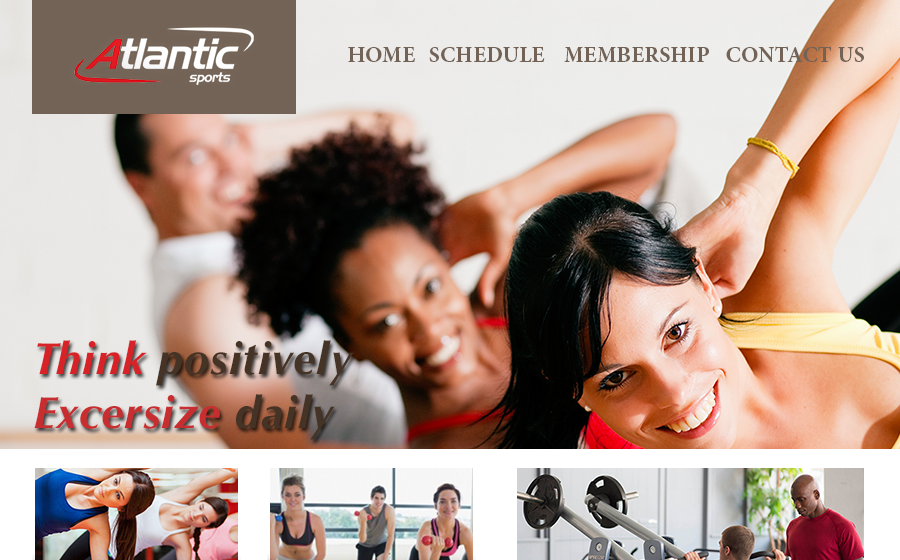 Atlantic
sports
HOME SCHEDULE MEMBERSHIP CONTACT US
Think positively
Excersize daily